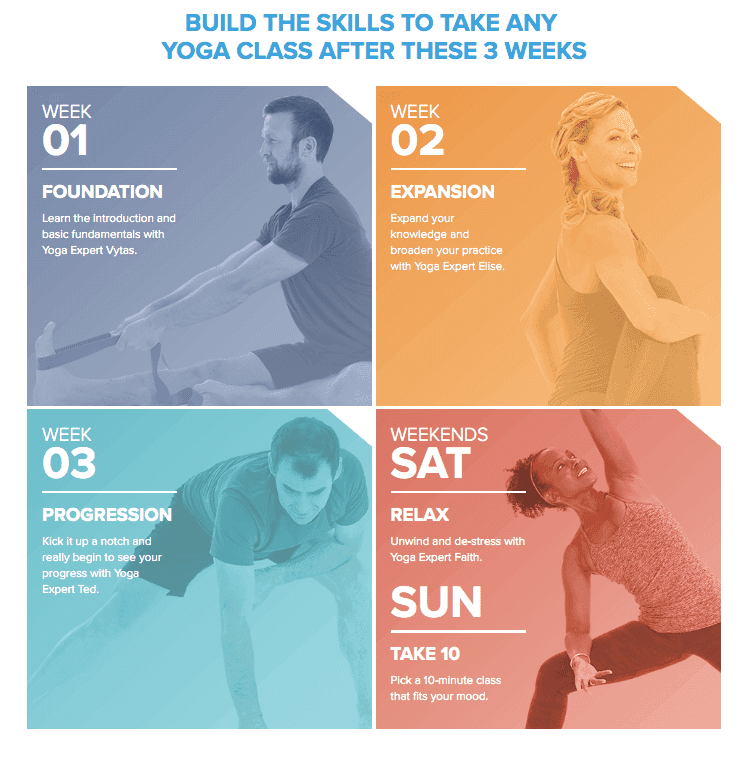 BUILD THE SKILLS TO TAKE ANY
YOGA CLASS AFTER THESE 3 WEEKS
WEEK
01
FOUNDATION
Learn the introduction and
basic fundamentals with
Yoga Expert Vytas.
WEEK
02
EXPANSION
Expand your
knowledge and
broaden your practice
with Yoga Expert Elise.
WEEK
03
PROGRESSION
Kick it up a notch and
really begin to see your
progress with Yoga
Expert Ted.
WEEKENDS
SAT
RELAX
Unwind and de-stress with
Yoga Expert Faith.
SUN
TAKE 10
Pick a 10-minute class
that fits your mood.